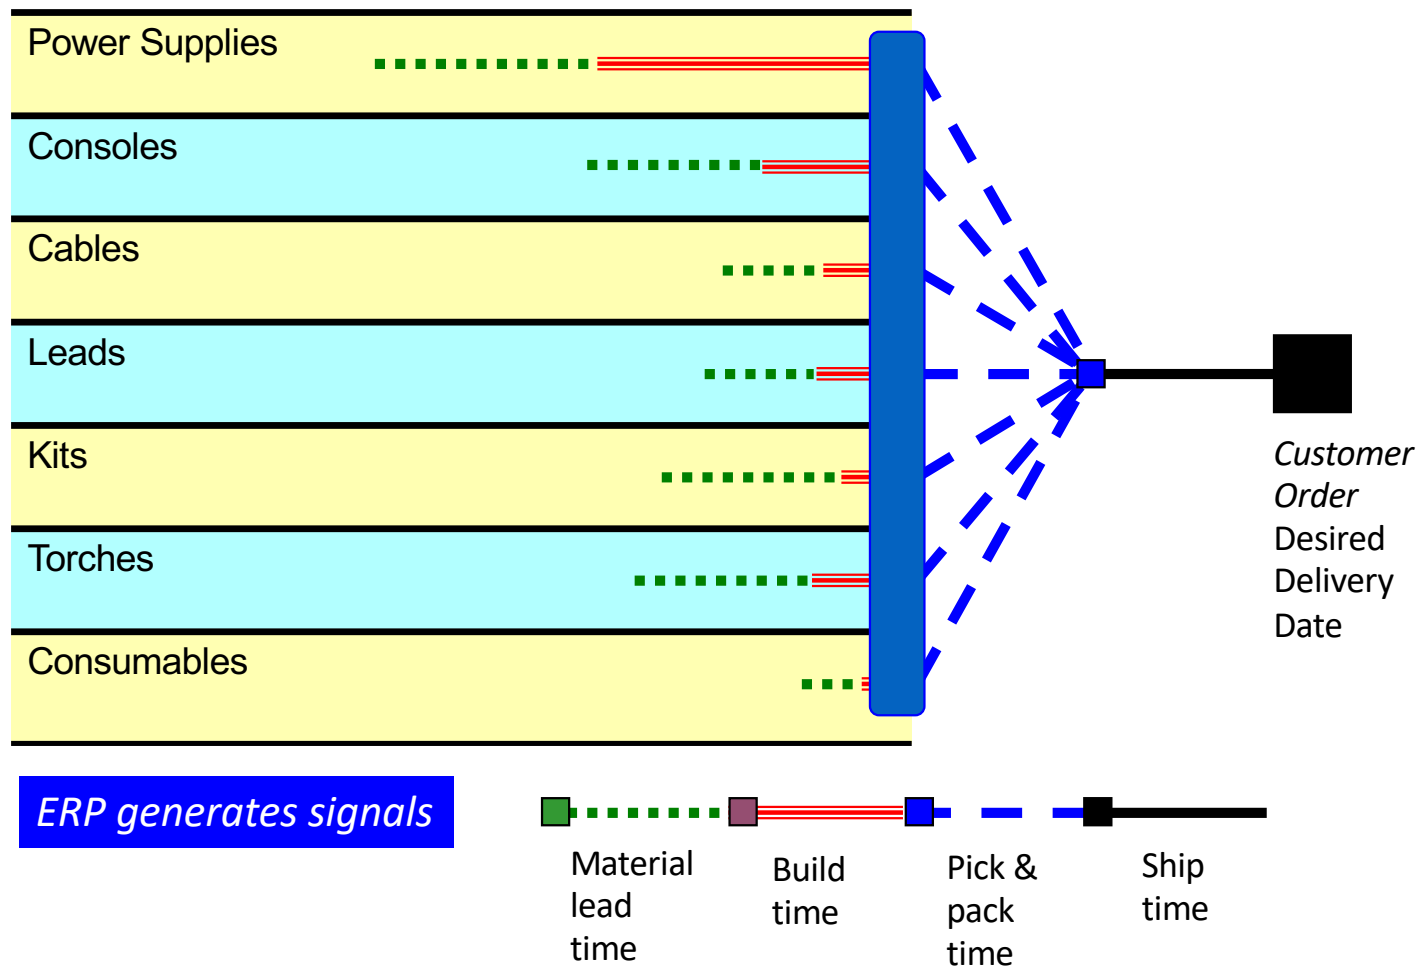 Power Supplies
Consoles
Cables
Leads
Kits
Torches
Consumables
Customer
Order
Desired
Delivery
Date
ERP generates signals
Material
lead
time
Build
time
Pick &
pack
time
Ship
time